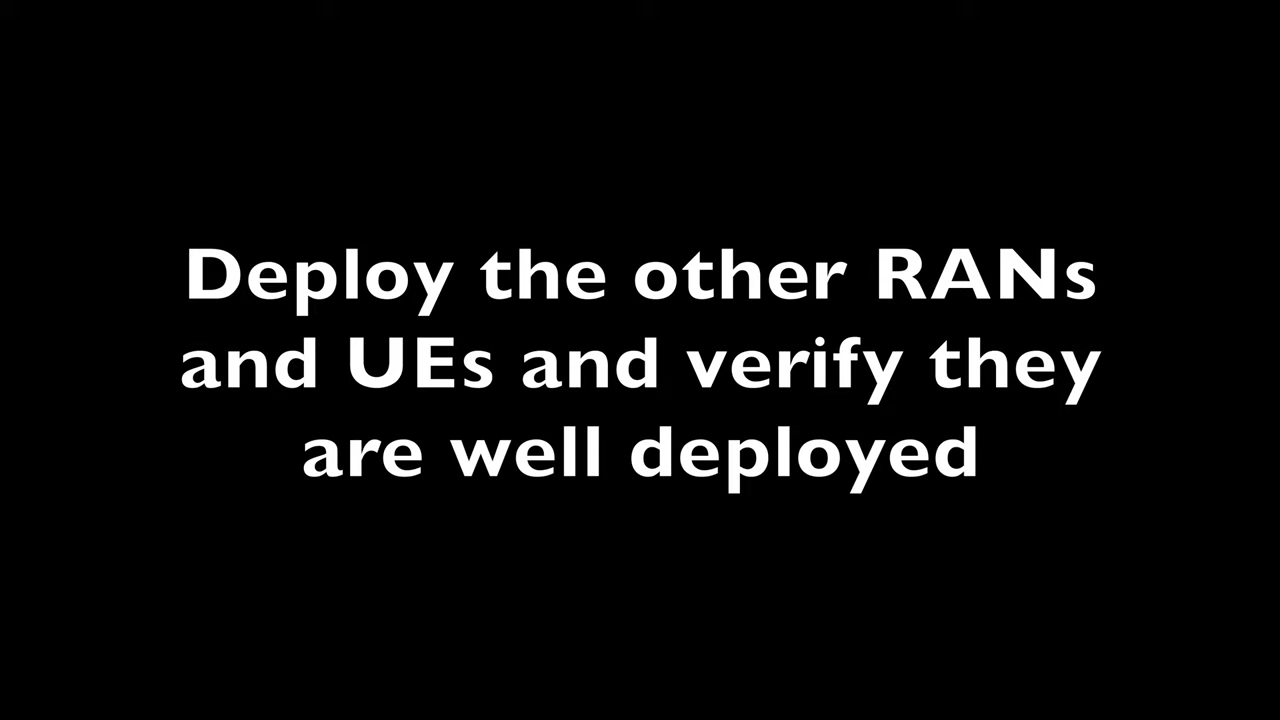 Deploy the other RANs
and UEs and verify they
are well deployed